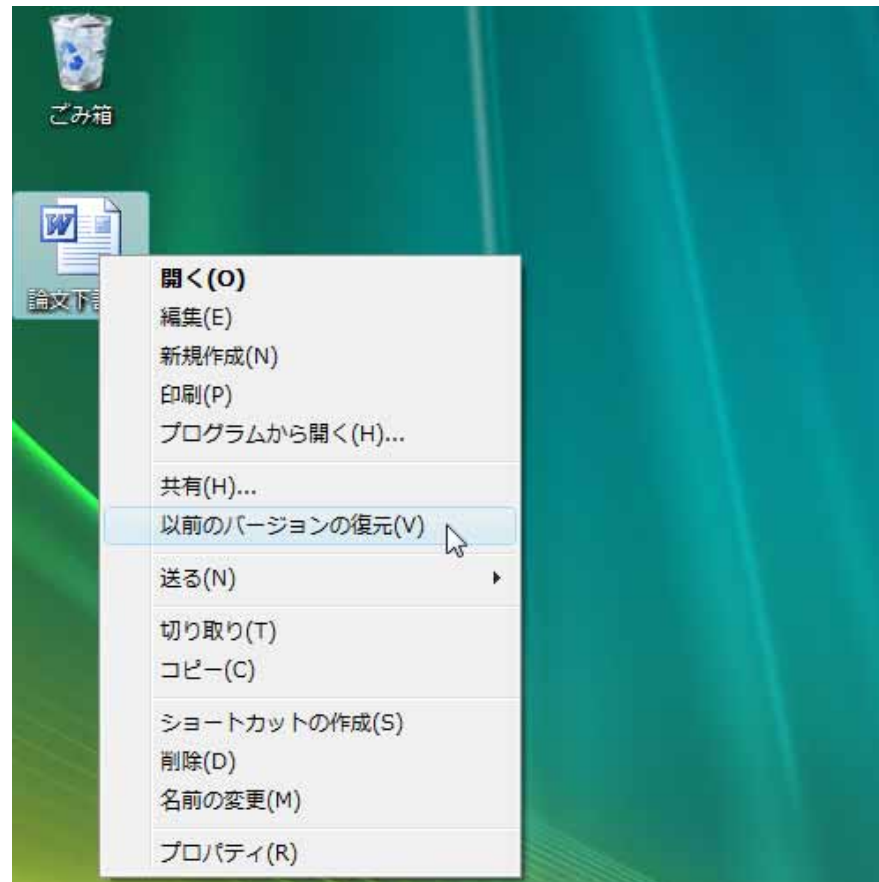 ごみ箱
論文下
開く(O)
編集(E)
新規作成(N)
印刷(P)
プログラムから開く(H)...
共有(H)...
以前のバージョンの復元(V)
送る(N)
切り取り(T)
コピー(C)
ショートカットの作成(S)
削除(D)
名前の変更(M)
プロパティ(R)